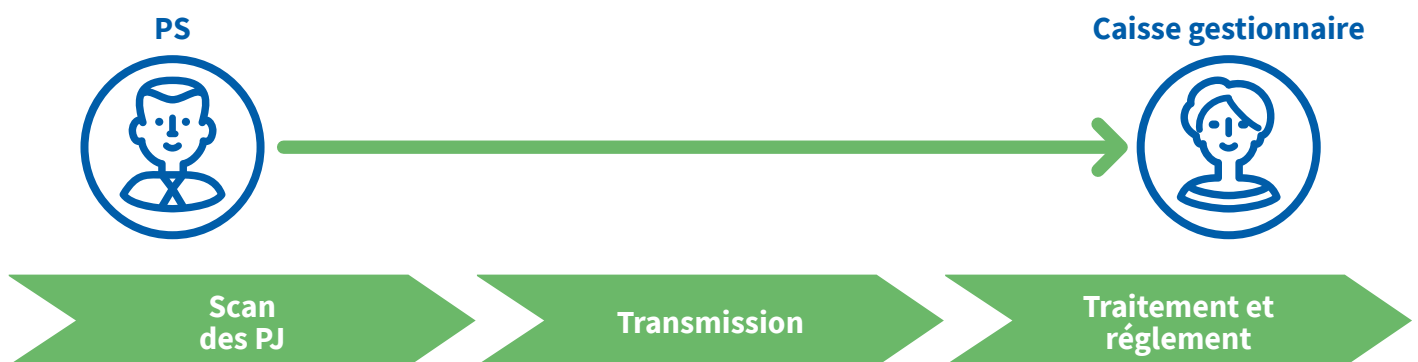 PS
Caisse gestionnaire
Scan
des PJ
Transmission
Traitement et
réglement